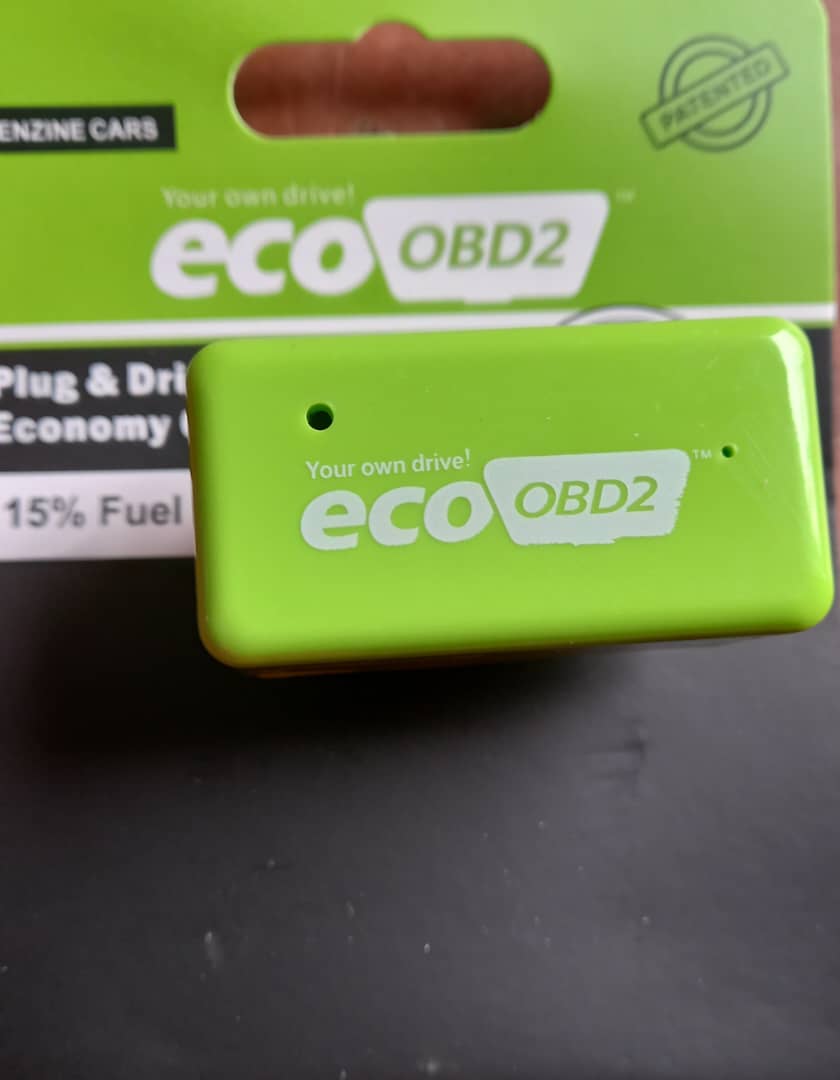 ENZINE CARS
PATENTED
Your own drive!
eco OBD2 ™
Plug & Dri
Economy
15% Fuel
Your own drive!
eco OBD2 ™